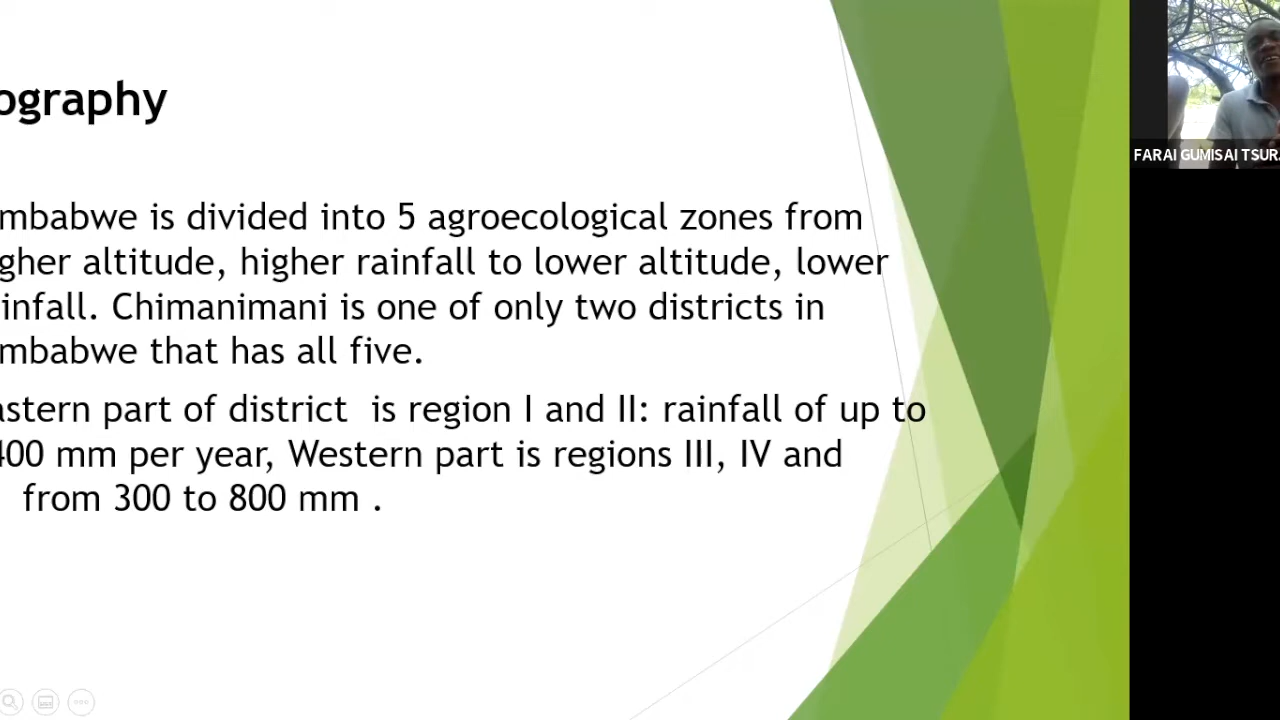 ography
mbabwe is divided into 5 agroecological zones from
gher altitude, higher rainfall to lower altitude, lower
infall. Chimanimani is one of only two districts in
mbabwe that has all five.
astern part of district is region I and II: rainfall of up to
400 mm per year, Western part is regions III, IV and
from 300 to 800 mm .
FARAI GUMISAI TSUR